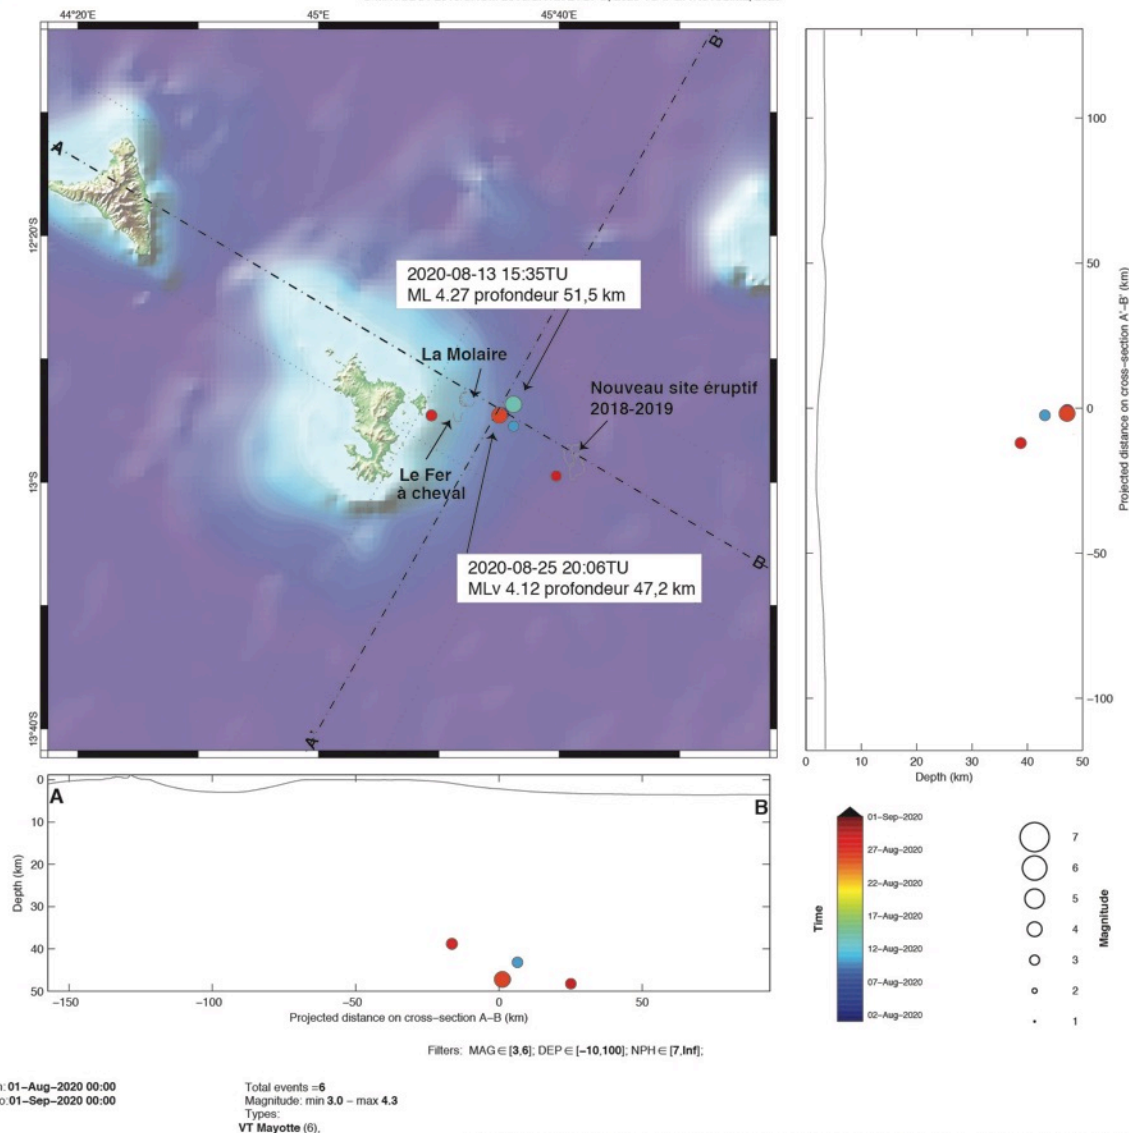 44°20'E
45°E
45°40'E
B
A
12°20'S
13°S
13°40'S
2020-08-13 15:35TU
ML 4.27 profondeur 51,5 km
La Molaire
Nouveau site éruptif
2018-2019
Le Fer
à cheval
2020-08-25 20:06TU
MLv 4.12 profondeur 47,2 km
B
A'
100
50
0
−50
−100
Projected distance on cross−section A'−B' (km)
0 10 20 30 40 50
Depth (km)
A
B
0
10
20
30
40
50
Depth (km)
−150 −100 −50 0 50
Projected distance on cross−section A−B (km)
Time
01−Sep−2020
27−Aug−2020
22−Aug−2020
17−Aug−2020
12−Aug−2020
07−Aug−2020
02−Aug−2020
7
6
5
4
3
2
1
Magnitude
Filters: MAG ∈ [3,6]; DEP ∈ [−10,100]; NPH ∈ [7,Inf];
01−Aug−2020 00:00
01−Sep−2020 00:00
Total events =6
Magnitude: min 3.0 − max 4.3
Types:
VT Mayotte (6),